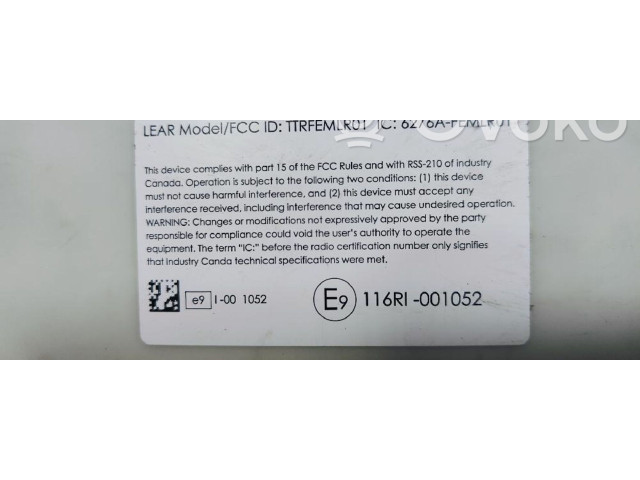 LEAR Model/FCC ID: TTRFEMLR01 IC: 6276A-FEMLR01
This device complies with part 15 of the FCC Rules and with RSS-210 of industry
Canada. Operation is subject to the following two conditions: (1) this device
must not cause harmful interference, and (2) this device must accept any
interference received, including interference that may cause undesired operation.
WARNING: Changes or modifications not expressively approved by the party
responsible for compliance could void the user's authority to operate the
equipment. The term "IC:" before the radio certification number only signifies
that Industry Canda technical specifications were met.
e9 I-00 1052
E9 116RI-001052
OVOKO